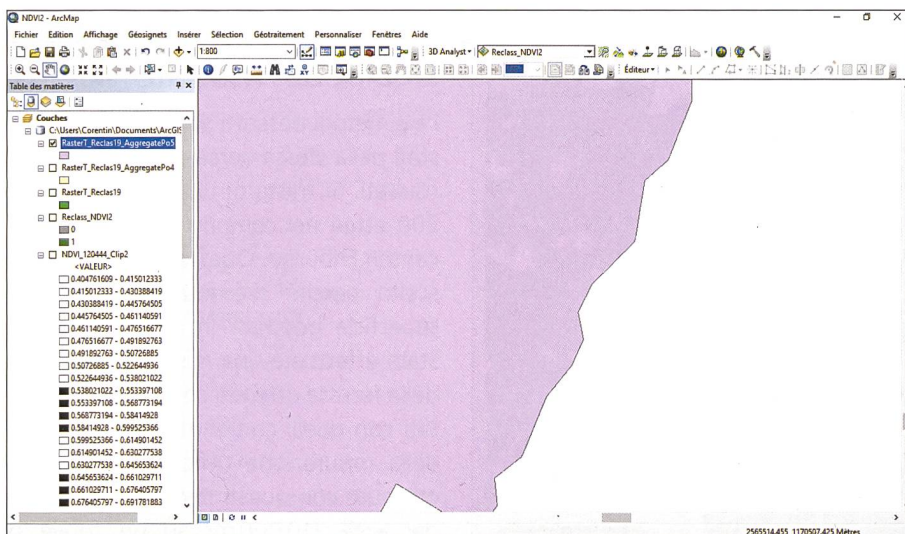 NDVI2 - ArcMap
Fichier Edition Affichage Géosignets Insérer Sélection Géotraitement Personnaliser Fenêtres Aide
1:800 3D Analyst Reclass_NDVI2
Éditeur
Table des matières
Couches
C:\Users\Corentin\Documents\ArcGIS
RasterT_Reclas19_AggregatePo5
RasterT_Reclas19_AggregatePo4
RasterT_Reclas19
Reclass_NDVI2
0
1
NDVI_120444_Clip2
<VALEUR>
0.404761609 - 0.415012333
0.415012333 - 0.430388419
0.430388419 - 0.445764505
0.445764505 - 0.461140591
0.461140591 - 0.476516677
0.476516677 - 0.491892763
0.491892763 - 0.50726885
0.50726885 - 0.522644936
0.522644936 - 0.538021022
0.538021022 - 0.553397108
0.553397108 - 0.568773194
0.568773194 - 0.58414928
0.58414928 - 0.599525366
0.599525366 - 0.614901452
0.614901452 - 0.630277538
0.630277538 - 0.645653624
0.645653624 - 0.661029711
0.661029711 - 0.676405797
0.676405797 - 0.691781883
2565514.455 1170507.425 Mètres